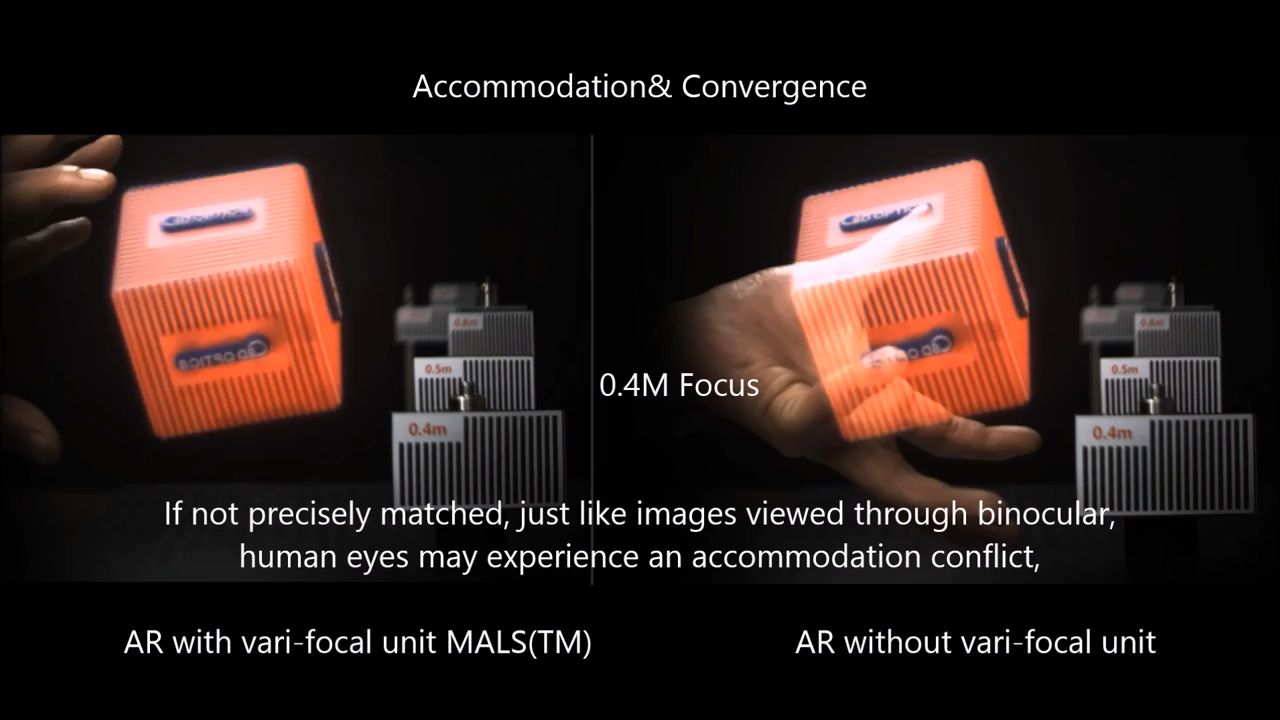 Accommodation& Convergence
0.6m
0.5m
0.4m
0.4M Focus
0.5m
0.4m
If not precisely matched, just like images viewed through binocular,
human eyes may experience an accommodation conflict,
AR with vari-focal unit MALS(TM)
AR without vari-focal unit